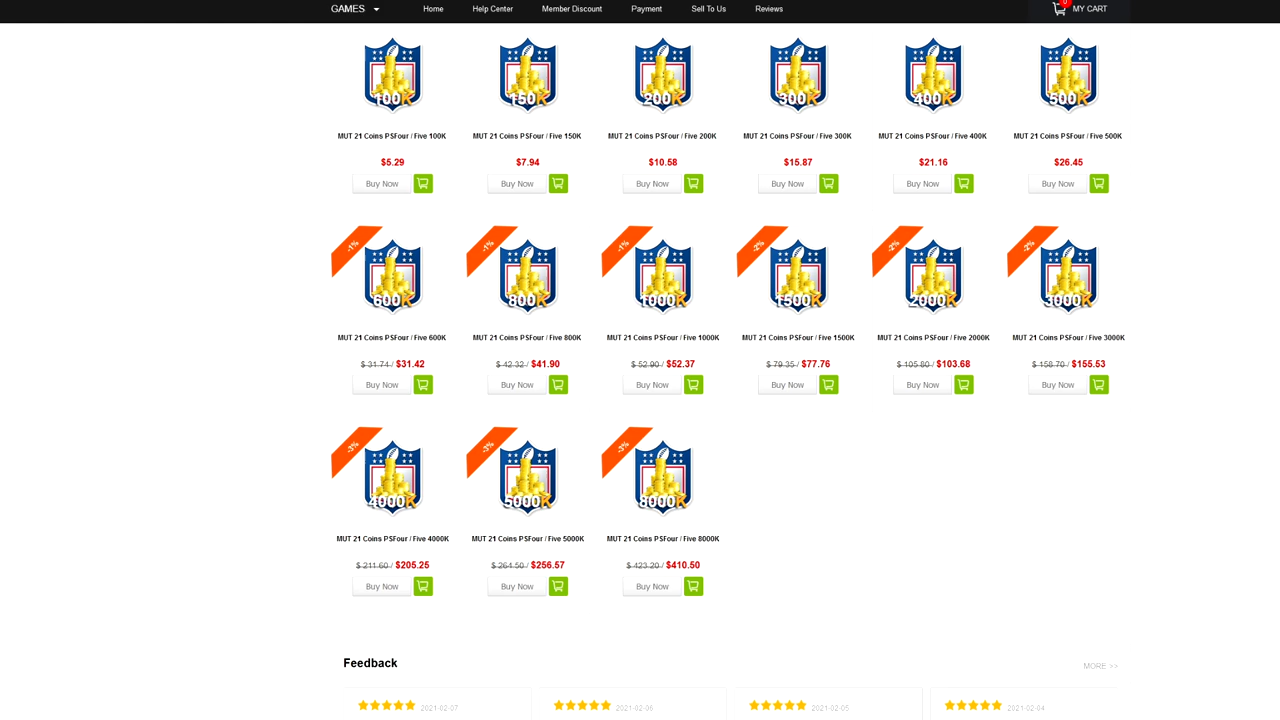 GAMES Home Help Center Member Discount Payment Sell To Us Reviews 0 MY CART
100K 150K 200K 300K 400K 500K
MUT 21 Coins PSFour / Five 100K MUT 21 Coins PSFour / Five 150K MUT 21 Coins PSFour / Five 200K MUT 21 Coins PSFour / Five 300K MUT 21 Coins PSFour / Five 400K MUT 21 Coins PSFour / Five 500K
$5.29 $7.94 $10.58 $15.87 $21.16 $26.45
Buy Now Buy Now Buy Now Buy Now Buy Now Buy Now
-1% -1% -1% -2% -2% -2%
600K 800K 1000K 1500K 2000K 3000K
MUT 21 Coins PSFour / Five 600K MUT 21 Coins PSFour / Five 800K MUT 21 Coins PSFour / Five 1000K MUT 21 Coins PSFour / Five 1500K MUT 21 Coins PSFour / Five 2000K MUT 21 Coins PSFour / Five 3000K
$ 31.74 / $31.42 $ 42.32 / $41.90 $ 52.90 / $52.37 $ 79.35 / $77.76 $ 105.80 / $103.68 $ 158.70 / $155.53
Buy Now Buy Now Buy Now Buy Now Buy Now Buy Now
-3% -3% -3%
4000K 5000K 8000K
MUT 21 Coins PSFour / Five 4000K MUT 21 Coins PSFour / Five 5000K MUT 21 Coins PSFour / Five 8000K
$ 211.60 / $205.25 $ 264.50 / $256.57 $ 423.20 / $410.50
Buy Now Buy Now Buy Now
Feedback MORE >>
2021-02-07 2021-02-06 2021-02-05 2021-02-04